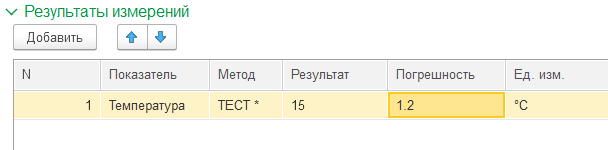 Результаты измерений
Добавить
N Показатель Метод Результат Погрешность Ед. изм.
1 Температура ТЕСТ * 15 1.2 °C